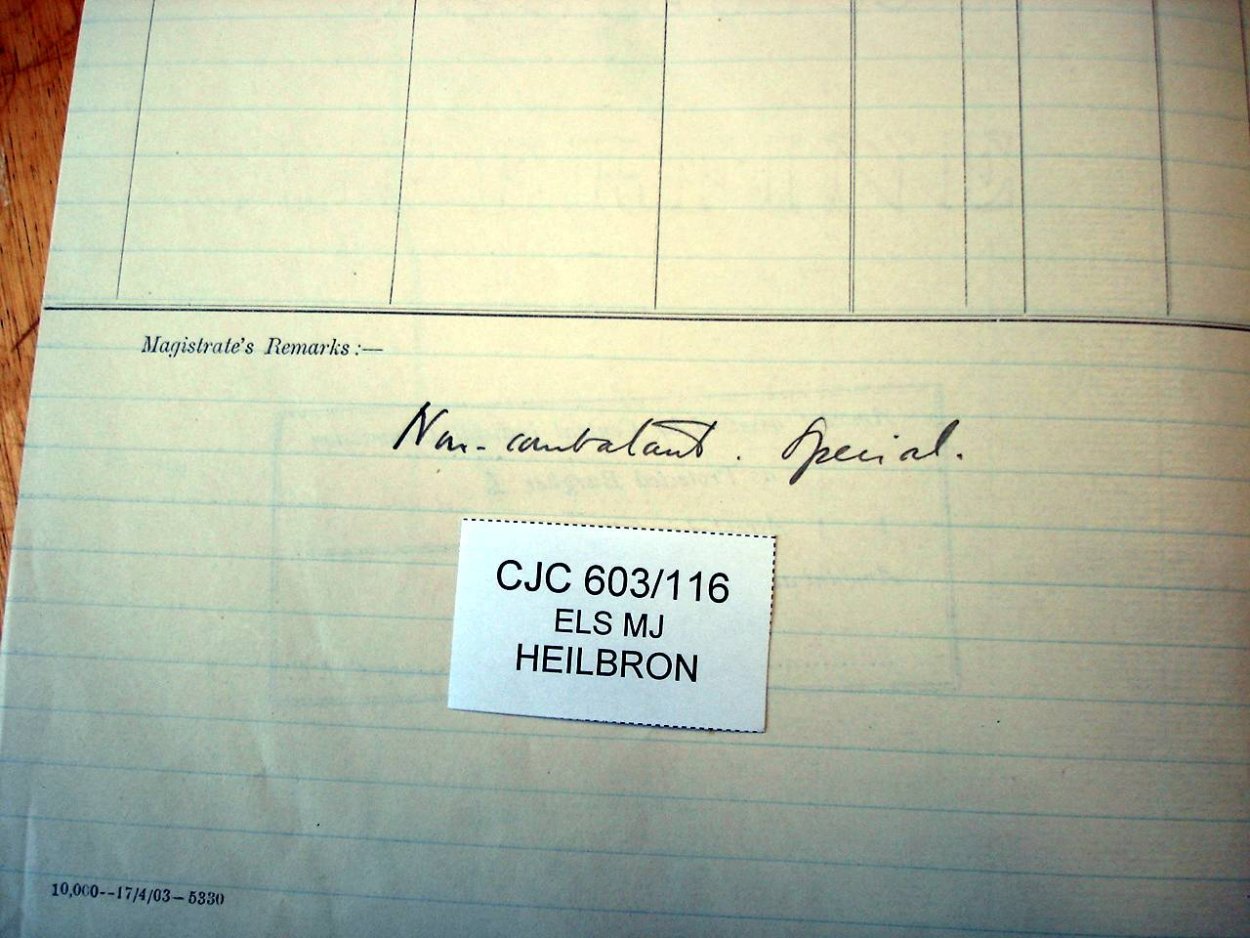 Magistrate's Remarks :—
Non-combatant. Special.
CJC 603/116
ELS MJ
HEILBRON
10,000--17/4/03—5330